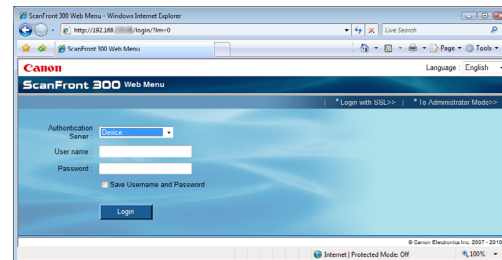 ScanFront 300 Web Menu - Windows Internet Explorer
http://192.168. /login/?lm=0
Live Search
ScanFront 300 Web Menu
Page Tools
Canon
Language : English
ScanFront 300 Web Menu
| * Login with SSL>> | * To Administrator Mode>>
Authentication
Server :
Device
User name :
Password :
Save Username and Password
Login
© Canon Electronics Inc. 2007 - 2010
Internet | Protected Mode: Off
100%